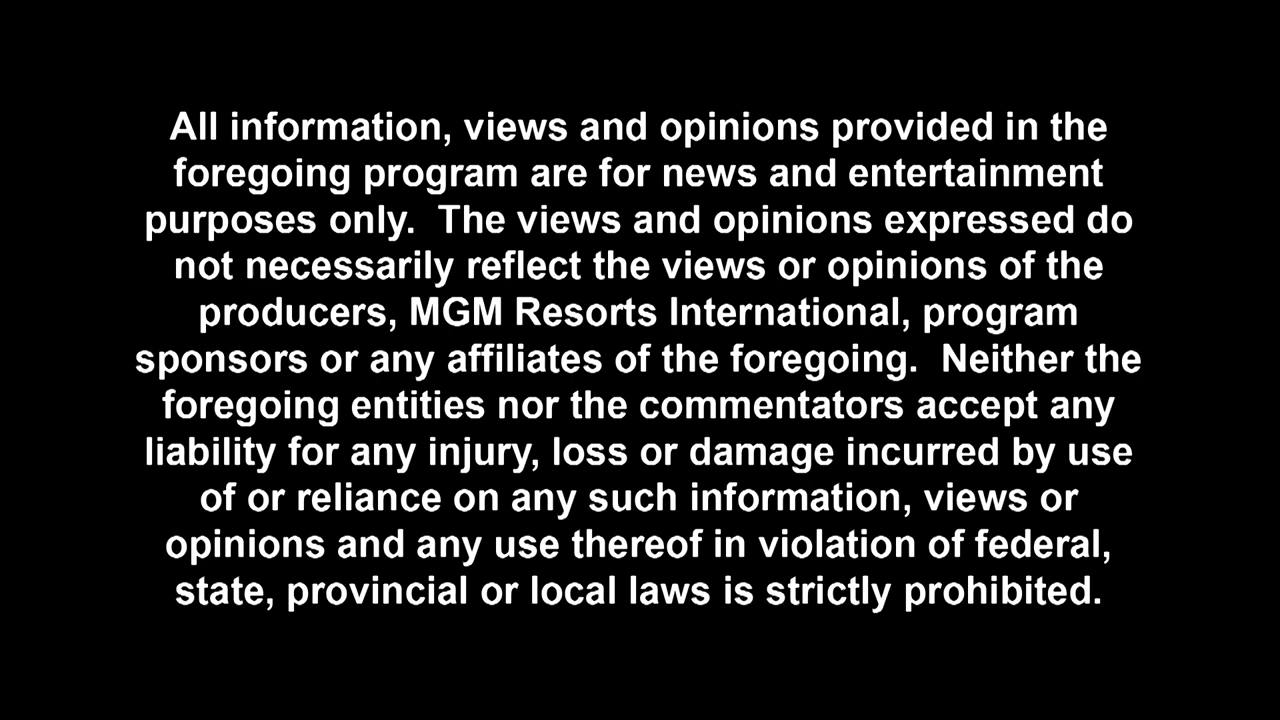 All information, views and opinions provided in the
foregoing program are for news and entertainment
purposes only.  The views and opinions expressed do
not necessarily reflect the views or opinions of the
producers, MGM Resorts International, program
sponsors or any affiliates of the foregoing.  Neither the
foregoing entities nor the commentators accept any
liability for any injury, loss or damage incurred by use
of or reliance on any such information, views or
opinions and any use thereof in violation of federal,
state, provincial or local laws is strictly prohibited.